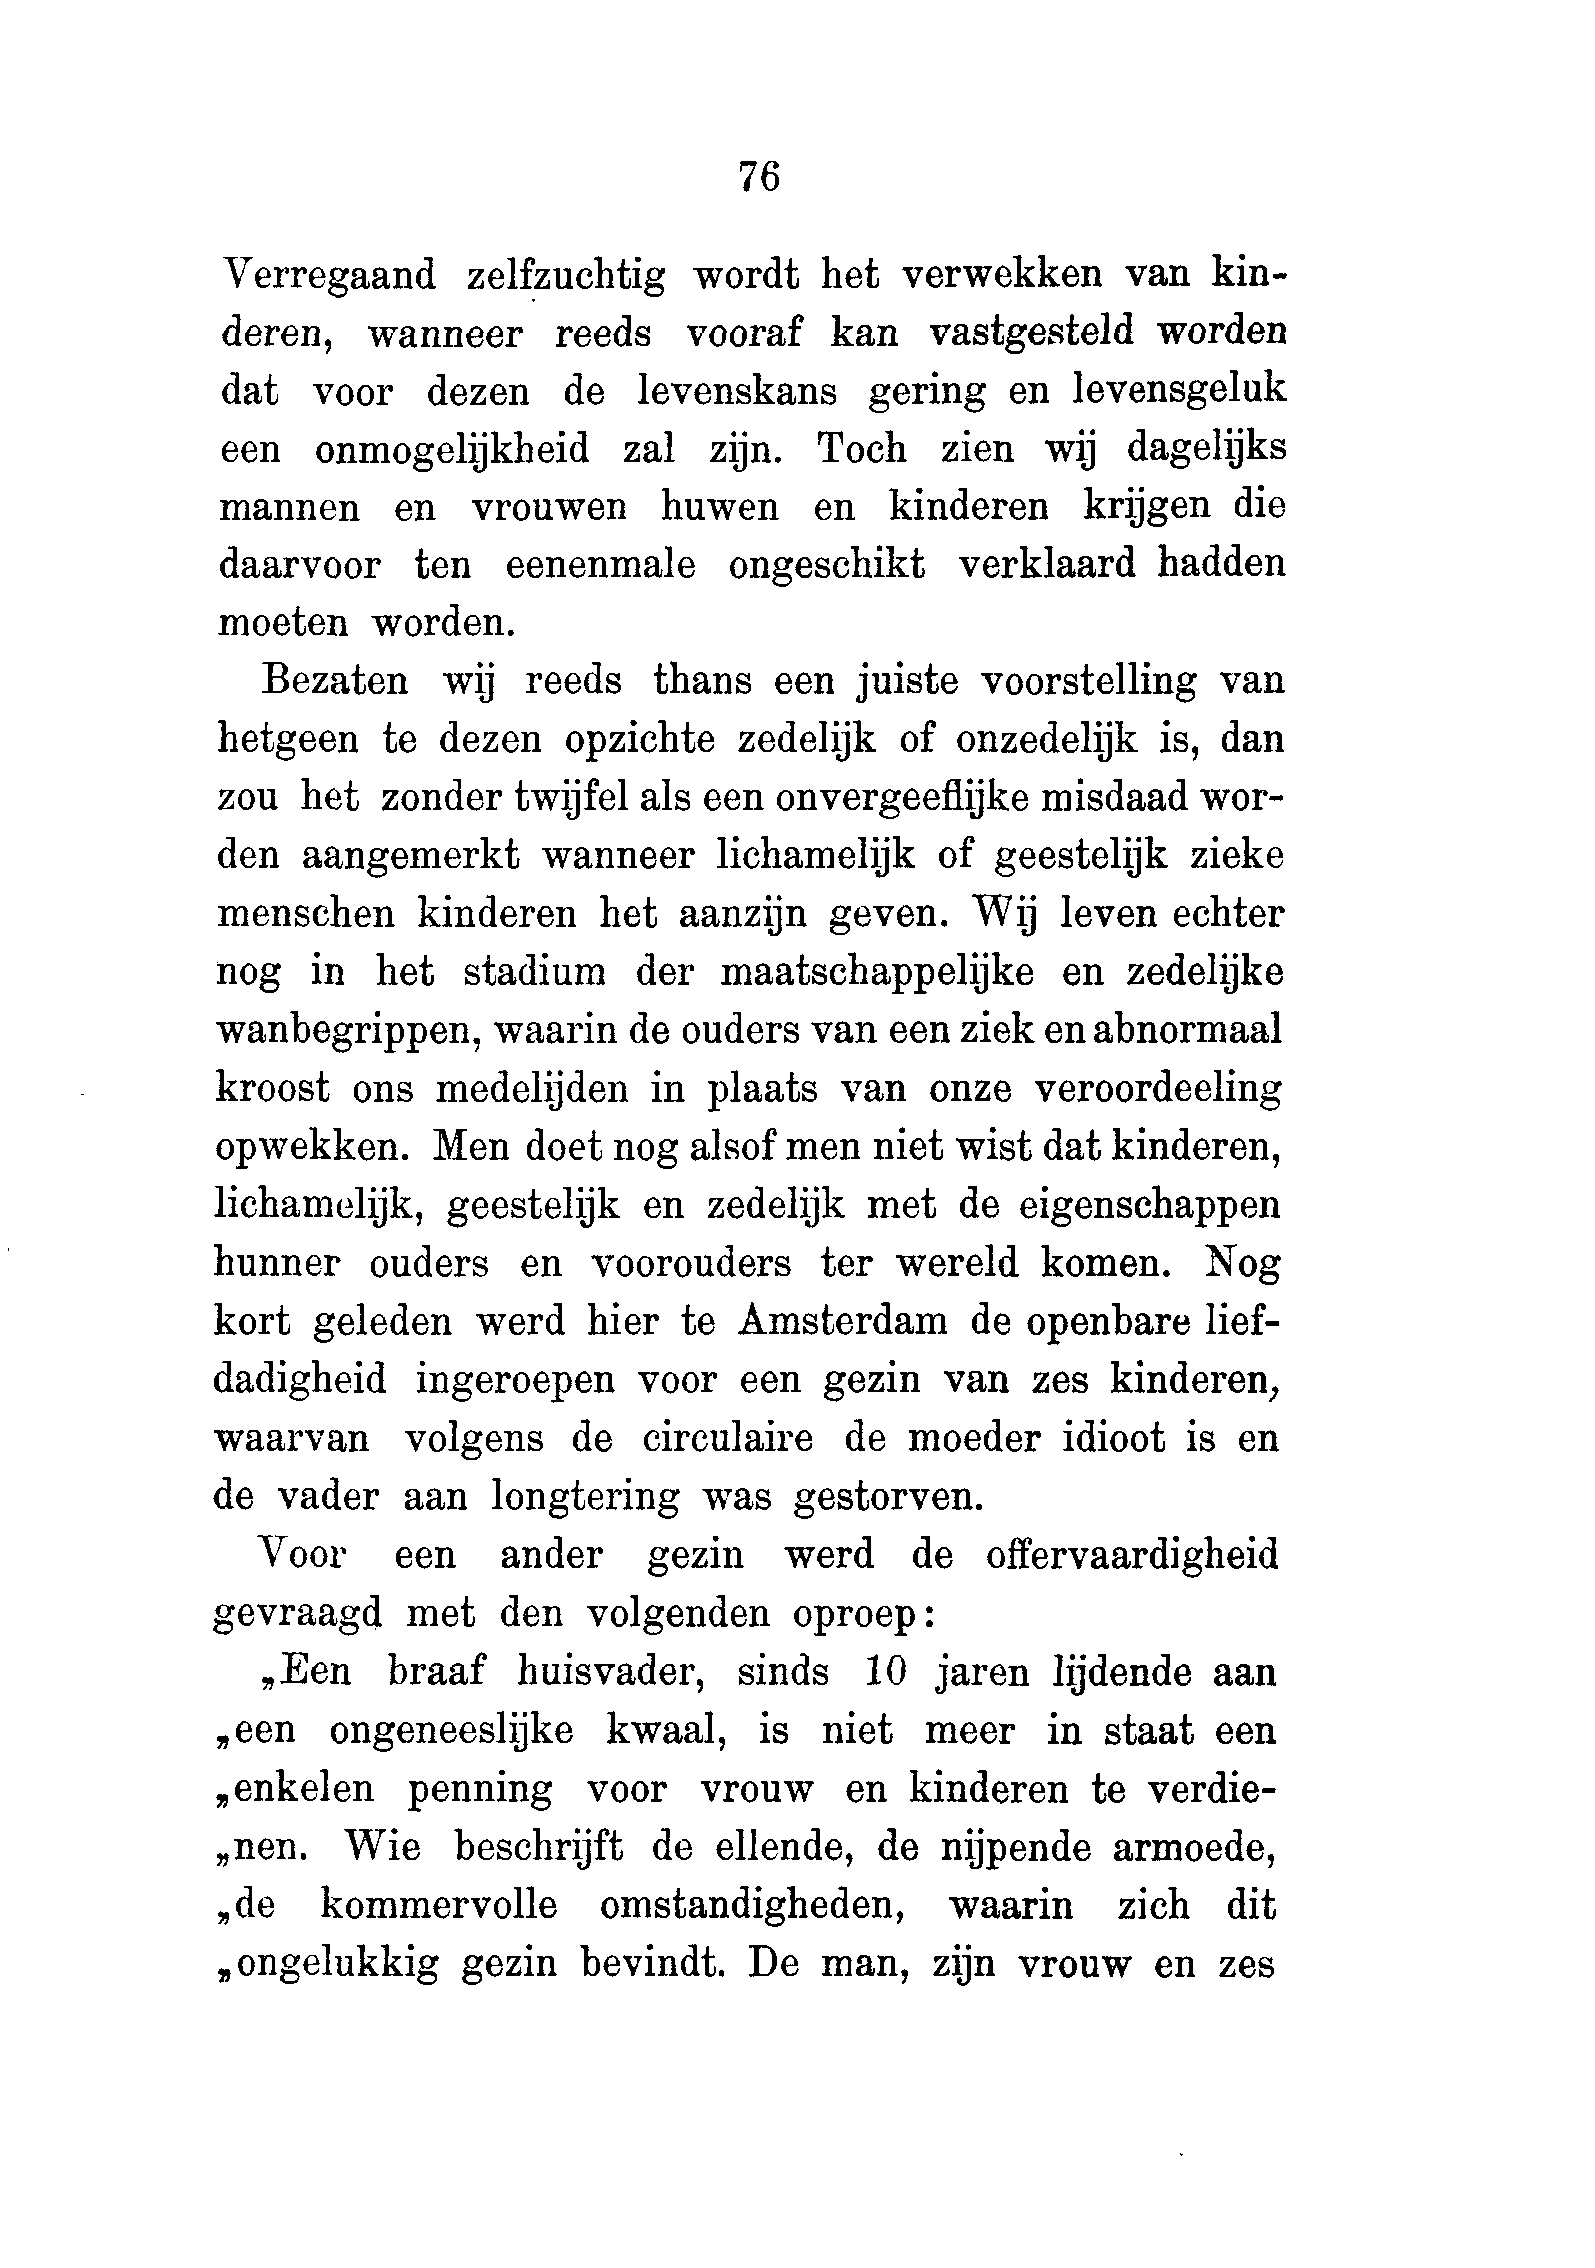 76
Verregaand zelfzuchtig wordt het verwekken van kin-
deren, wanneer reeds vooraf kan vastgesteld worden
dat voor dezen de levenskans gering en levensgeluk
een onmogelijkheid zal zijn. Toch zien wij dagelijks
mannen en vrouwen huwen en kinderen krijgen die
daarvoor ten eenenmale ongeschikt verklaard hadden
moeten worden.
Bezaten wij reeds thans een juiste voorstelling van
hetgeen te dezen opzichte zedelijk of onzedelijk is, dan
zou het zonder twijfel als een onvergeeflijke misdaad wor-
den aangemerkt wanneer lichamelijk of geestelijk zieke
menschen kinderen het aanzijn geven. Wij leven echter
nog in het stadium der maatschappelijke en zedelijke
wanbegrippen, waarin de ouders van een ziek en abnormaal
kroost ons medelijden in plaats van onze veroordeeling
opwekken. Men doet nog alsof men niet wist dat kinderen,
lichamelijk, geestelijk en zedelijk met de eigenschappen
hunner ouders en voorouders ter wereld komen. Nog
kort geleden werd hier te Amsterdam de openbare lief-
dadigheid ingeroepen voor een gezin van zes kinderen,
waarvan volgens de circulaire de moeder idioot is en
de vader aan longtering was gestorven.
Voor een ander gezin werd de offervaardigheid
gevraagd met den volgenden oproep:
„Een braaf huisvader, sinds 10 jaren lijdende aan
„een ongeneeslijke kwaal, is niet meer in staat een
„enkelen penning voor vrouw en kinderen te verdie-
„nen. Wie beschrijft de ellende, de nijpende armoede,
„de kommervolle omstandigheden, waarin zich dit
„ongelukkig gezin bevindt. De man, zijn vrouw en zes